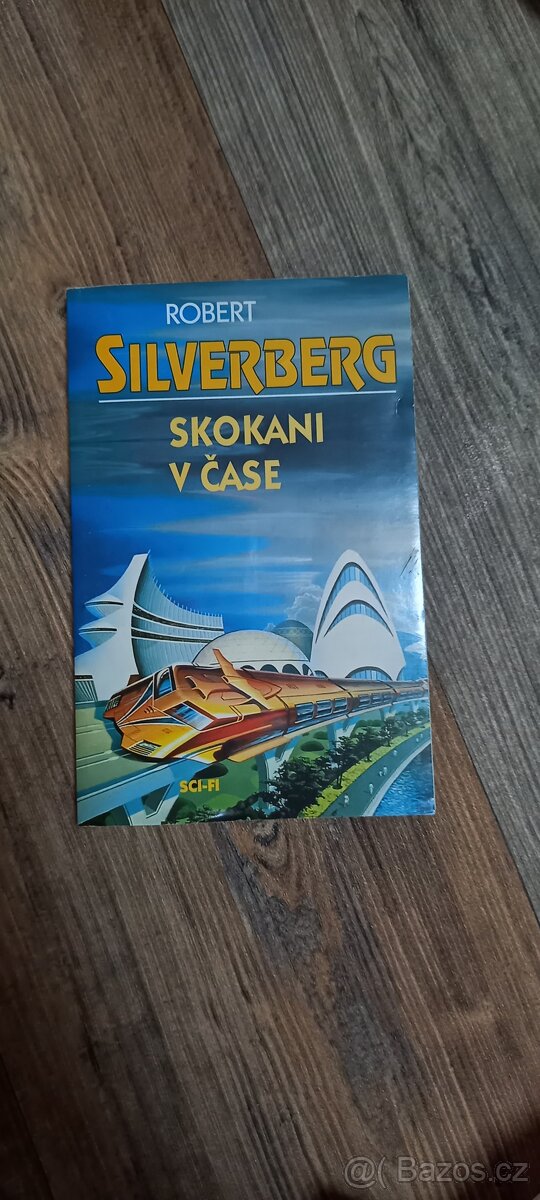 ROBERT
SILVERBERG
SKOKANI
V ČASE
SCI-FI
@( Bazos.cz